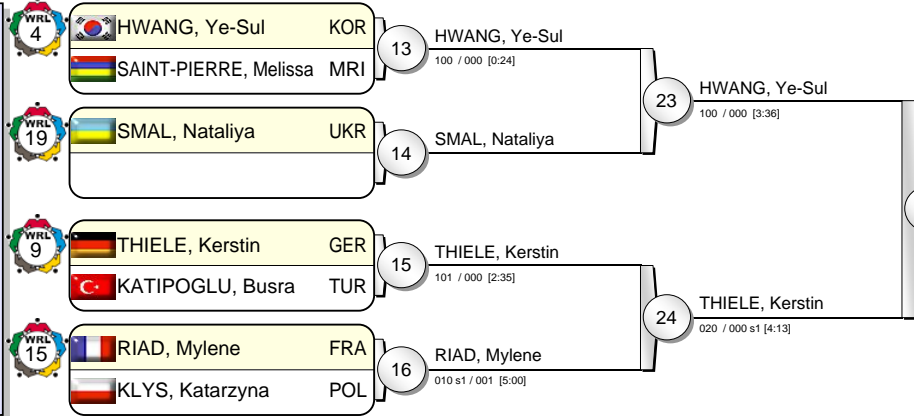 WRL
4
HWANG, Ye-Sul KOR
SAINT-PIERRE, Melissa MRI
13
HWANG, Ye-Sul
100 / 000 [0:24]
WRL
19
SMAL, Nataliya UKR
14
SMAL, Nataliya
23
HWANG, Ye-Sul
100 / 000 [3:36]
WRL
9
THIELE, Kerstin GER
KATIPOGLU, Busra TUR
15
THIELE, Kerstin
101 / 000 [2:35]
WRL
15
RIAD, Mylene FRA
KLYS, Katarzyna POL
16
RIAD, Mylene
010 s1 / 001 [5:00]
24
THIELE, Kerstin
020 / 000 s1 [4:13]